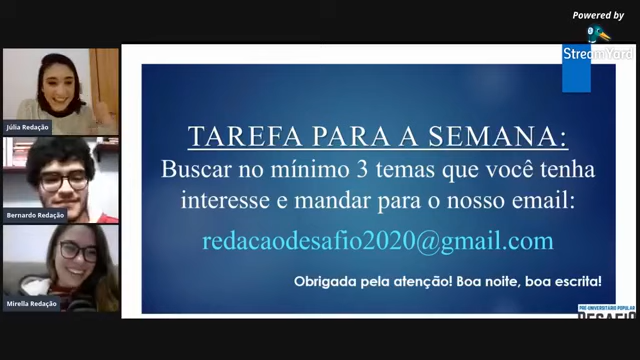 Powered by
StreamYard
Júlia Redação
Bernardo Redação
Mirella Redação
TAREFA PARA A SEMANA:
Buscar no mínimo 3 temas que você tenha
interesse e mandar para o nosso email:
redacaodesafio2020@gmail.com
Obrigada pela atenção! Boa noite, boa escrita!
PRÉ-UNIVERSITÁRIO POPULAR
DESAFIO